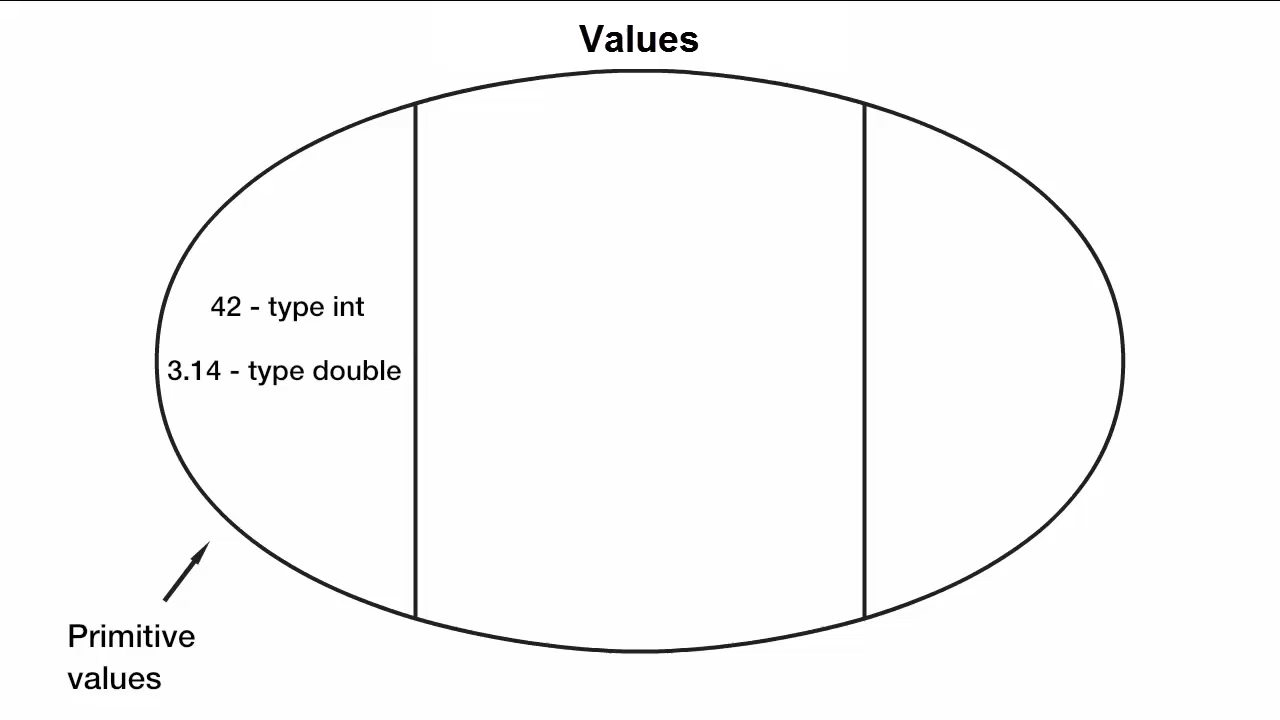 Values
42 - type int
3.14 - type double
Primitive
values